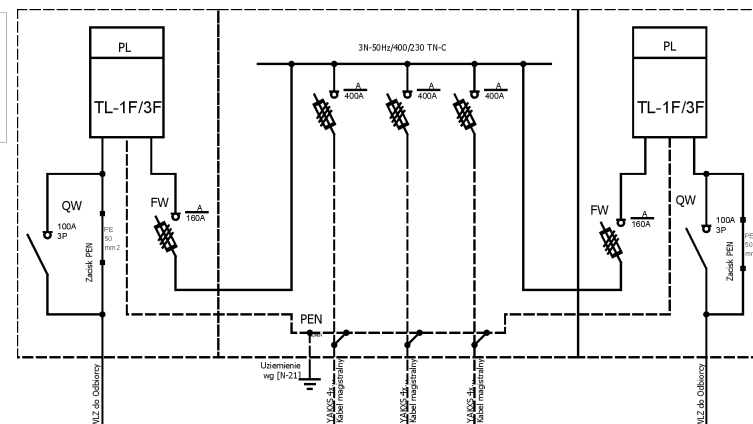 PL
TL-1F/3F
QW
100A
3P
Zacisk PEN
PE
50
mm2
FW
A
160A
3N-50Hz/400/230 TN-C
A
400A
A
400A
A
400A
PL
TL-1F/3F
FW
A
160A
QW
100A
3P
Zacisk PEN
PE
50
PEN
Uziemienie
wg [N-21]
WLZ do Odbiorcy
YAKXS 4x
Kabel magistralny
YAKXS 4x
Kabel magistralny
YAKXS 4x
Kabel magistralny
WLZ do Odbiorcy